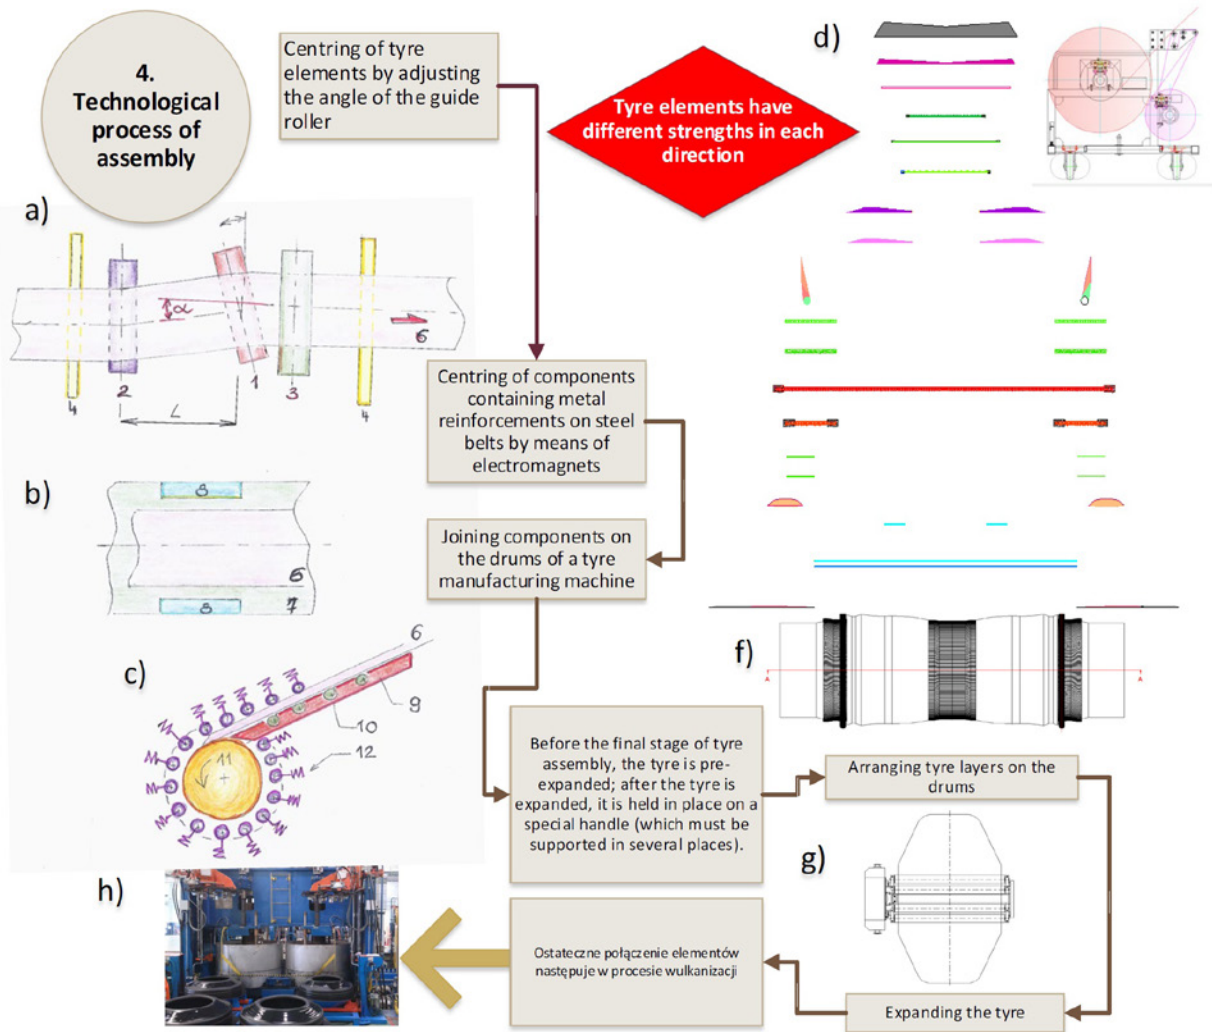 4.
Technological
process of
assembly
Centring of tyre
elements by adjusting
the angle of the guide
roller
Tyre elements have
different strengths in each
direction
d)
a)
α
6
2
1
3
4
4
L
Centring of components
containing metal
reinforcements on steel
belts by means of
electromagnets
b)
8
6
8
7
Joining components on
the drums of a tyre
manufacturing machine
c)
6
9
10
11
12
f)
A
A
Before the final stage of tyre
assembly, the tyre is pre-
expanded; after the tyre is
expanded, it is held in place on a
special handle (which must be
supported in several places).
Arranging tyre layers on the
drums
g)
h)
Ostateczne połączenie elementów
następuje w procesie wulkanizacji
Expanding the tyre